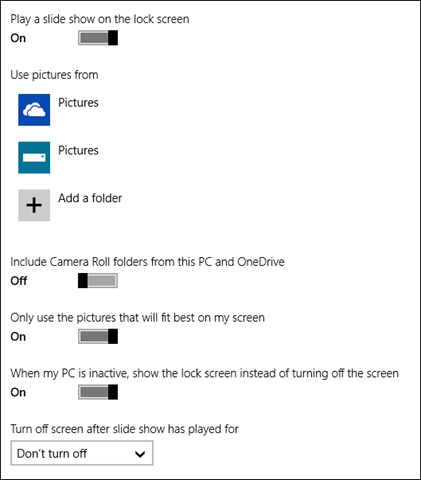 Play a slide show on the lock screen
On
Use pictures from
Pictures
Pictures
Add a folder
Include Camera Roll folders from this PC and OneDrive
Off
Only use the pictures that will fit best on my screen
On
When my PC is inactive, show the lock screen instead of turning off the screen
On
Turn off screen after slide show has played for
Don't turn off